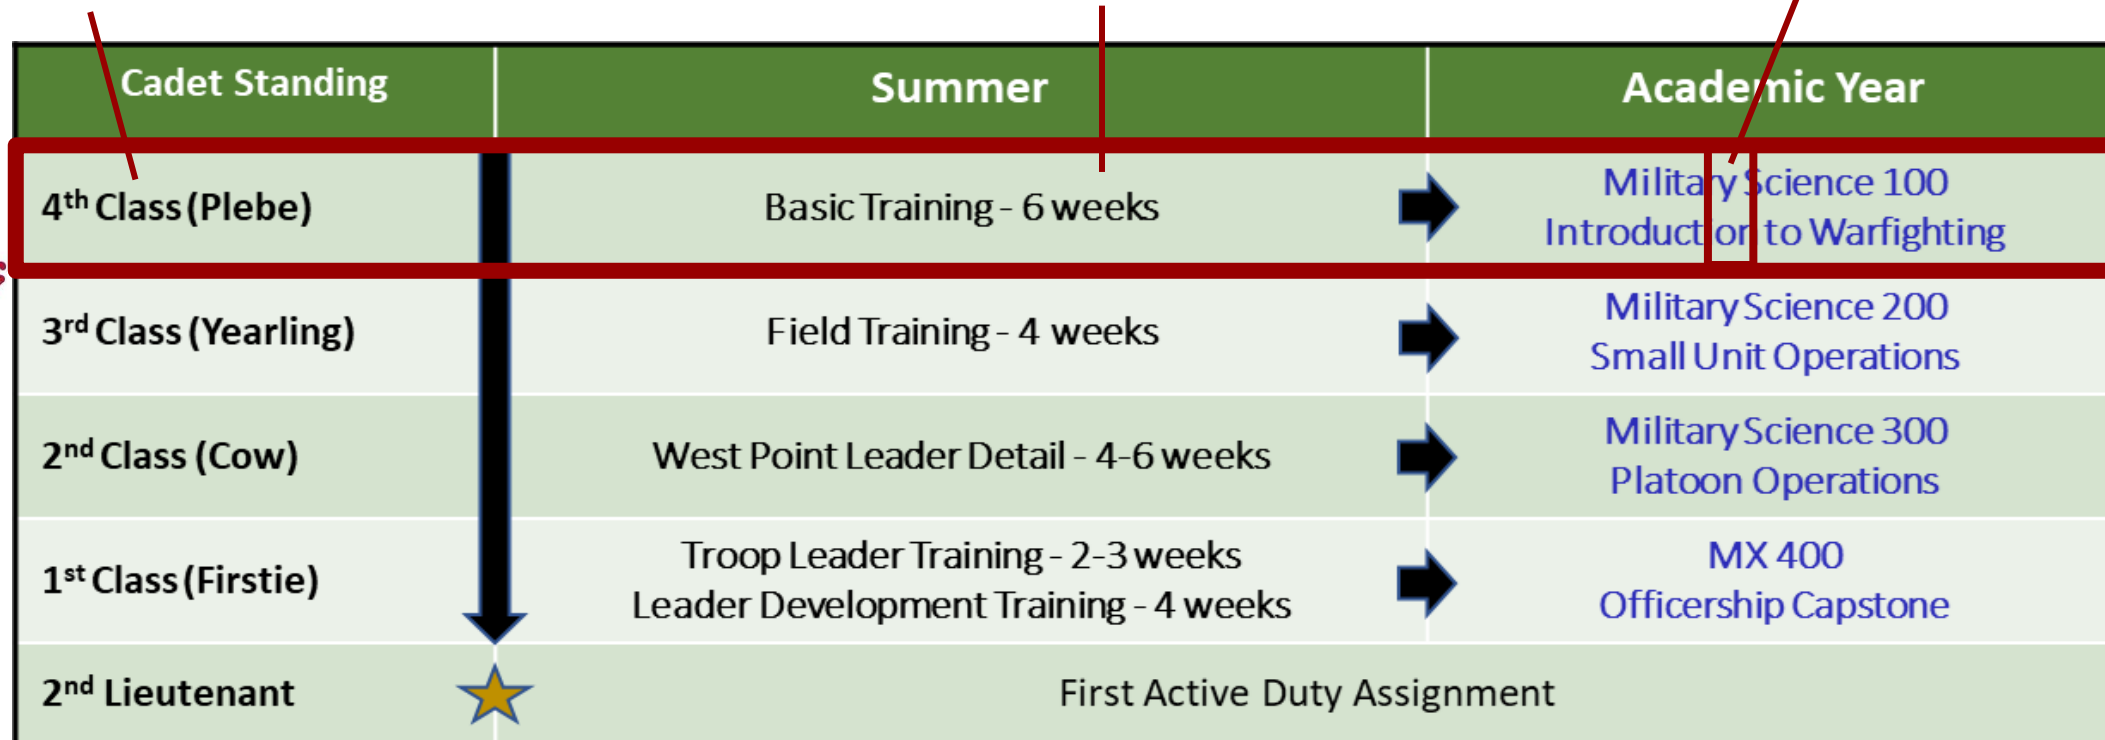 Cadet Standing Summer Academic Year
4th Class (Plebe) Basic Training - 6 weeks Military Science 100
Introduction to Warfighting
3rd Class (Yearling) Field Training - 4 weeks Military Science 200
Small Unit Operations
2nd Class (Cow) West Point Leader Detail - 4-6 weeks Military Science 300
Platoon Operations
1st Class (Firstie) Troop Leader Training - 2-3 weeks MX 400
Leader Development Training - 4 weeks Officership Capstone
2nd Lieutenant First Active Duty Assignment